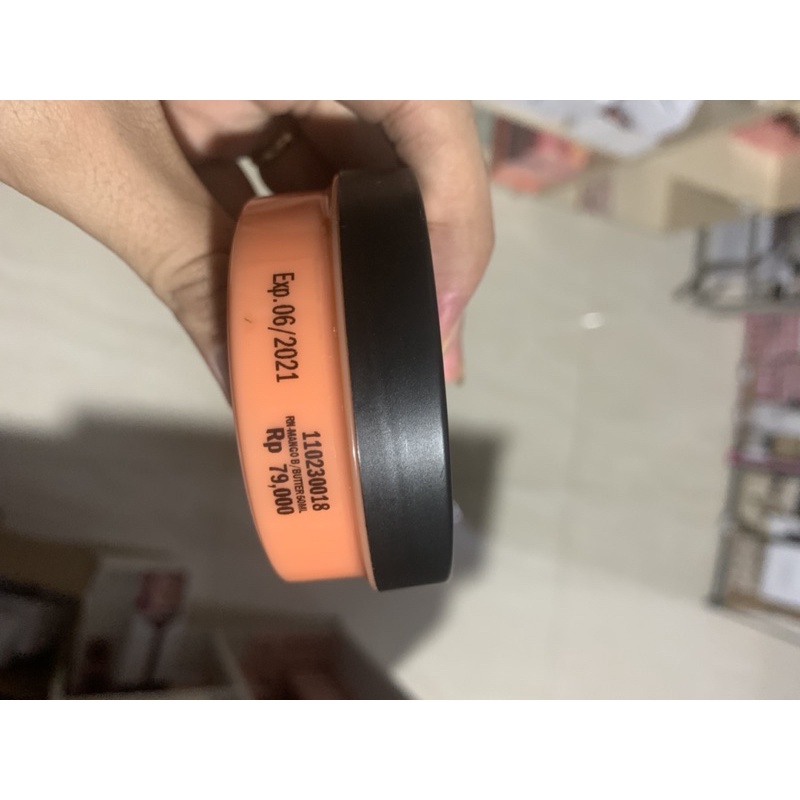 Exp. 06/2021
110230018
RN-MANGO B/BUTTER 50ML
Rp 79,000